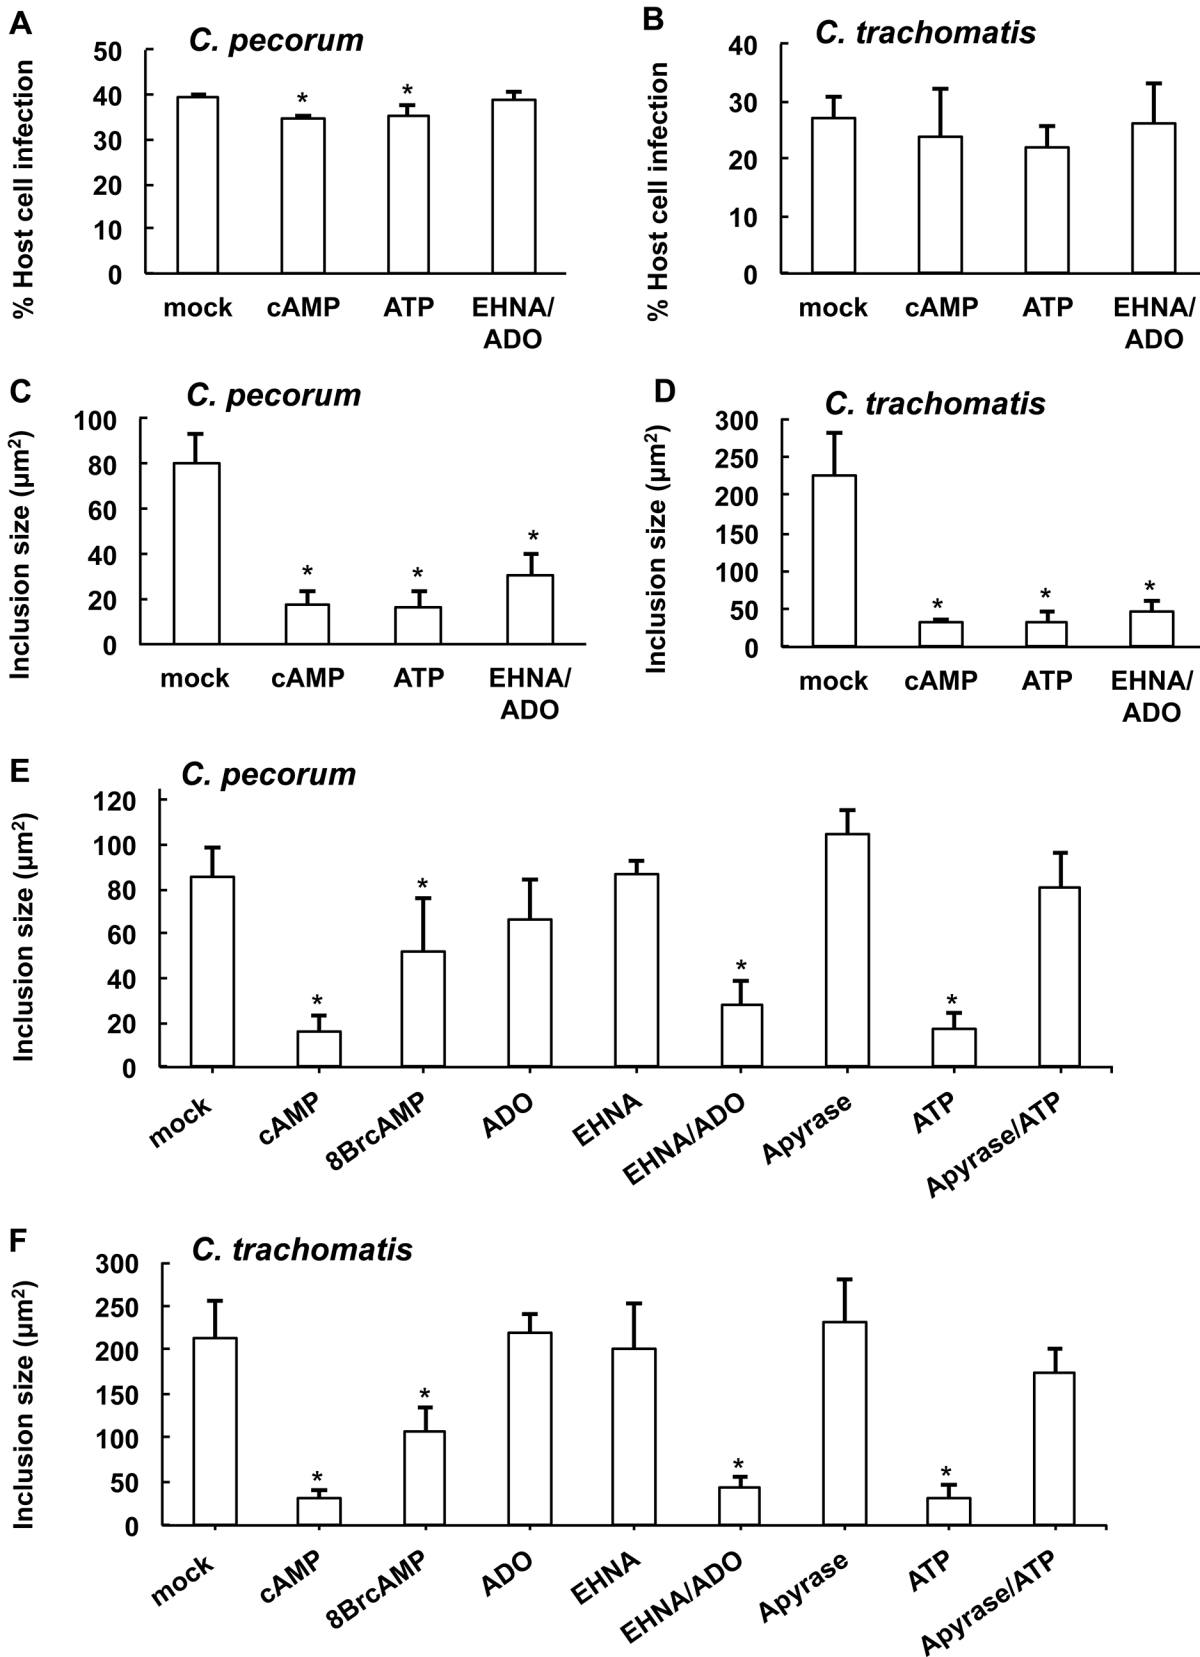 A
C. pecorum
% Host cell infection
50
40
30
20
10
0
*
*
mock
cAMP
ATP
EHNA/
ADO
B
C. trachomatis
% Host cell infection
40
30
20
10
0
mock
cAMP
ATP
EHNA/
ADO
C
C. pecorum
Inclusion size (µm²)
100
80
60
40
20
0
*
*
*
mock
cAMP
ATP
EHNA/
ADO
D
C. trachomatis
Inclusion size (µm²)
300
250
200
150
100
50
0
*
*
*
mock
cAMP
ATP
EHNA/
ADO
E
C. pecorum
Inclusion size (µm²)
120
100
80
60
40
20
0
*
*
*
*
mock
cAMP
8BrcAMP
ADO
EHNA
EHNA/ADO
Apyrase
ATP
Apyrase/ATP
F
C. trachomatis
Inclusion size (µm²)
300
250
200
150
100
50
0
*
*
*
*
mock
cAMP
8BrcAMP
ADO
EHNA
EHNA/ADO
Apyrase
ATP
Apyrase/ATP